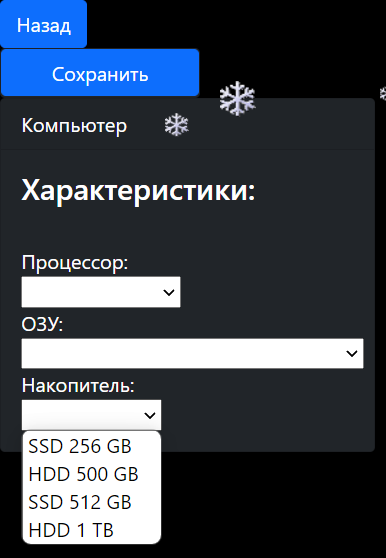 Назад
Сохранить
Компьютер
Характеристики:
Процессор:
ОЗУ:
Накопитель:
SSD 256 GB
HDD 500 GB
SSD 512 GB
HDD 1 TB